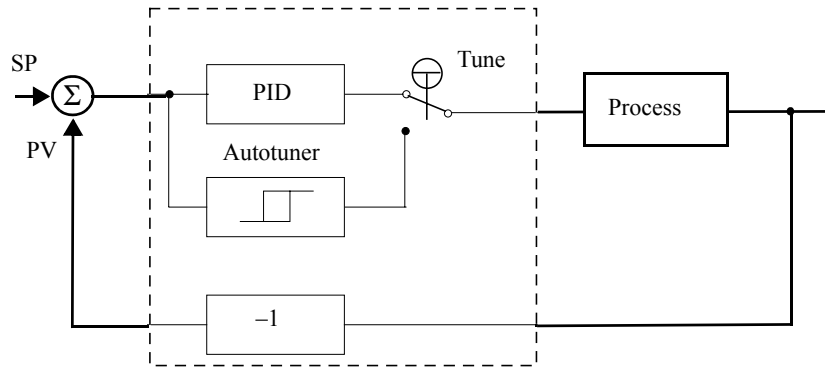 SP
Σ
PV
PID
Tune
Autotuner
Process
–1